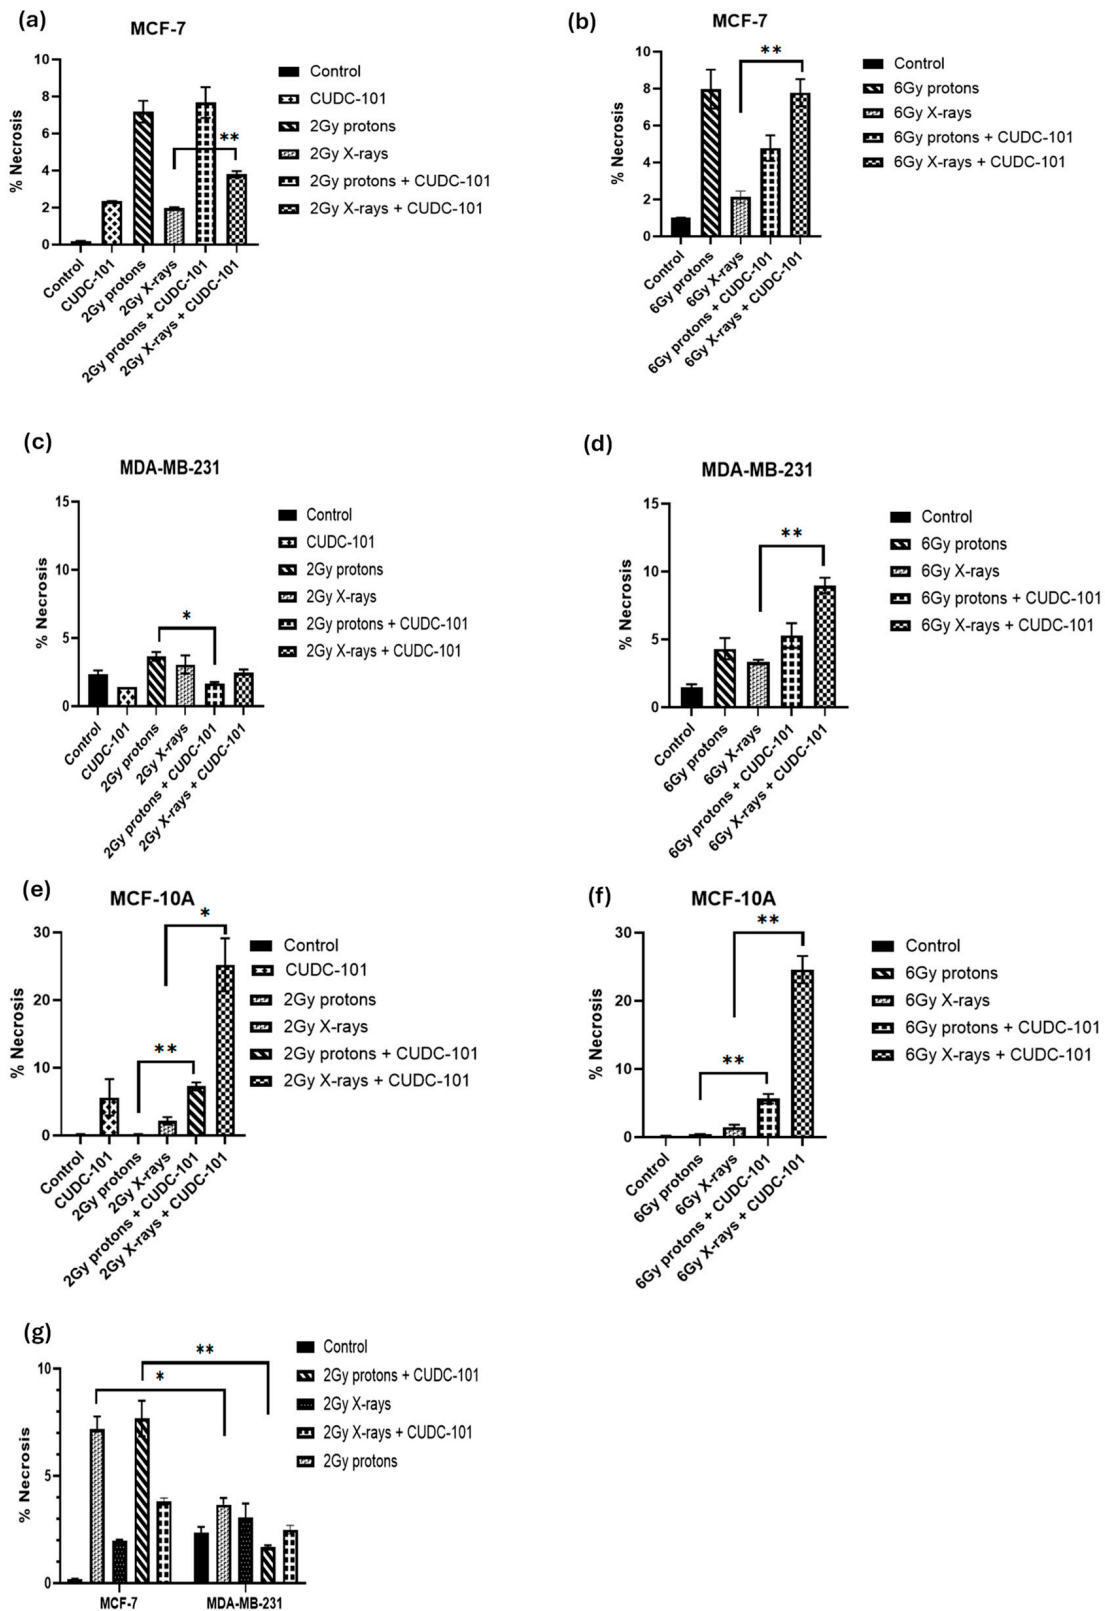 (a)
MCF-7
10
8
6
4
2
0
% Necrosis
**
Control
CUDC-101
2Gy protons
2Gy X-rays
2Gy protons + CUDC-101
2Gy X-rays + CUDC-101
Control
CUDC-101
2Gy protons
2Gy X-rays
2Gy protons + CUDC-101
2Gy X-rays + CUDC-101
(b)
MCF-7
10
8
6
4
2
0
% Necrosis
**
Control
6Gy protons
6Gy X-rays
6Gy protons + CUDC-101
6Gy X-rays + CUDC-101
Control
6Gy protons
6Gy X-rays
6Gy protons + CUDC-101
6Gy X-rays + CUDC-101
(c)
MDA-MB-231
15
10
5
0
% Necrosis
*
Control
CUDC-101
2Gy protons
2Gy X-rays
2Gy protons + CUDC-101
2Gy X-rays + CUDC-101
Control
CUDC-101
2Gy protons
2Gy X-rays
2Gy protons + CUDC-101
2Gy X-rays + CUDC-101
(d)
MDA-MB-231
15
10
5
0
% Necrosis
**
Control
6Gy protons
6Gy X-rays
6Gy protons + CUDC-101
6Gy X-rays + CUDC-101
Control
6Gy protons
6Gy X-rays
6Gy protons + CUDC-101
6Gy X-rays + CUDC-101
(e)
MCF-10A
30
20
10
0
% Necrosis
*
**
Control
CUDC-101
2Gy protons
2Gy X-rays
2Gy protons + CUDC-101
2Gy X-rays + CUDC-101
Control
CUDC-101
2Gy protons
2Gy X-rays
2Gy protons + CUDC-101
2Gy X-rays + CUDC-101
(f)
MCF-10A
30
20
10
0
% Necrosis
**
**
Control
6Gy protons
6Gy X-rays
6Gy protons + CUDC-101
6Gy X-rays + CUDC-101
Control
6Gy protons
6Gy X-rays
6Gy protons + CUDC-101
6Gy X-rays + CUDC-101
(g)
10
5
0
% Necrosis
**
*
MCF-7
MDA-MB-231
Control
2Gy protons + CUDC-101
2Gy X-rays
2Gy X-rays + CUDC-101
2Gy protons